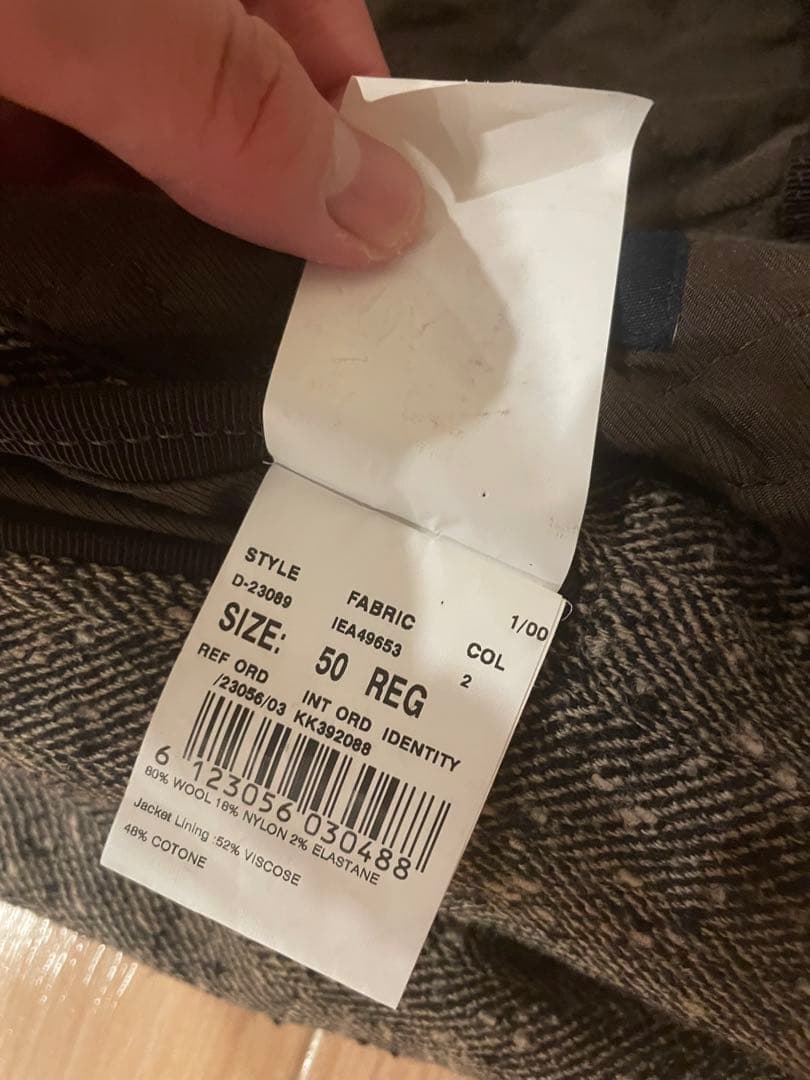 STYLE FABRIC 1/00
D-23089 IEA49653 COL
SIZE: 50 REG 2
REF ORD INT ORD IDENTITY
/23056/03 KK392088
6 123056 030488
80% WOOL 18% NYLON 2% ELASTANE
Jacket Lining :52% VISCOSE
48% COTONE